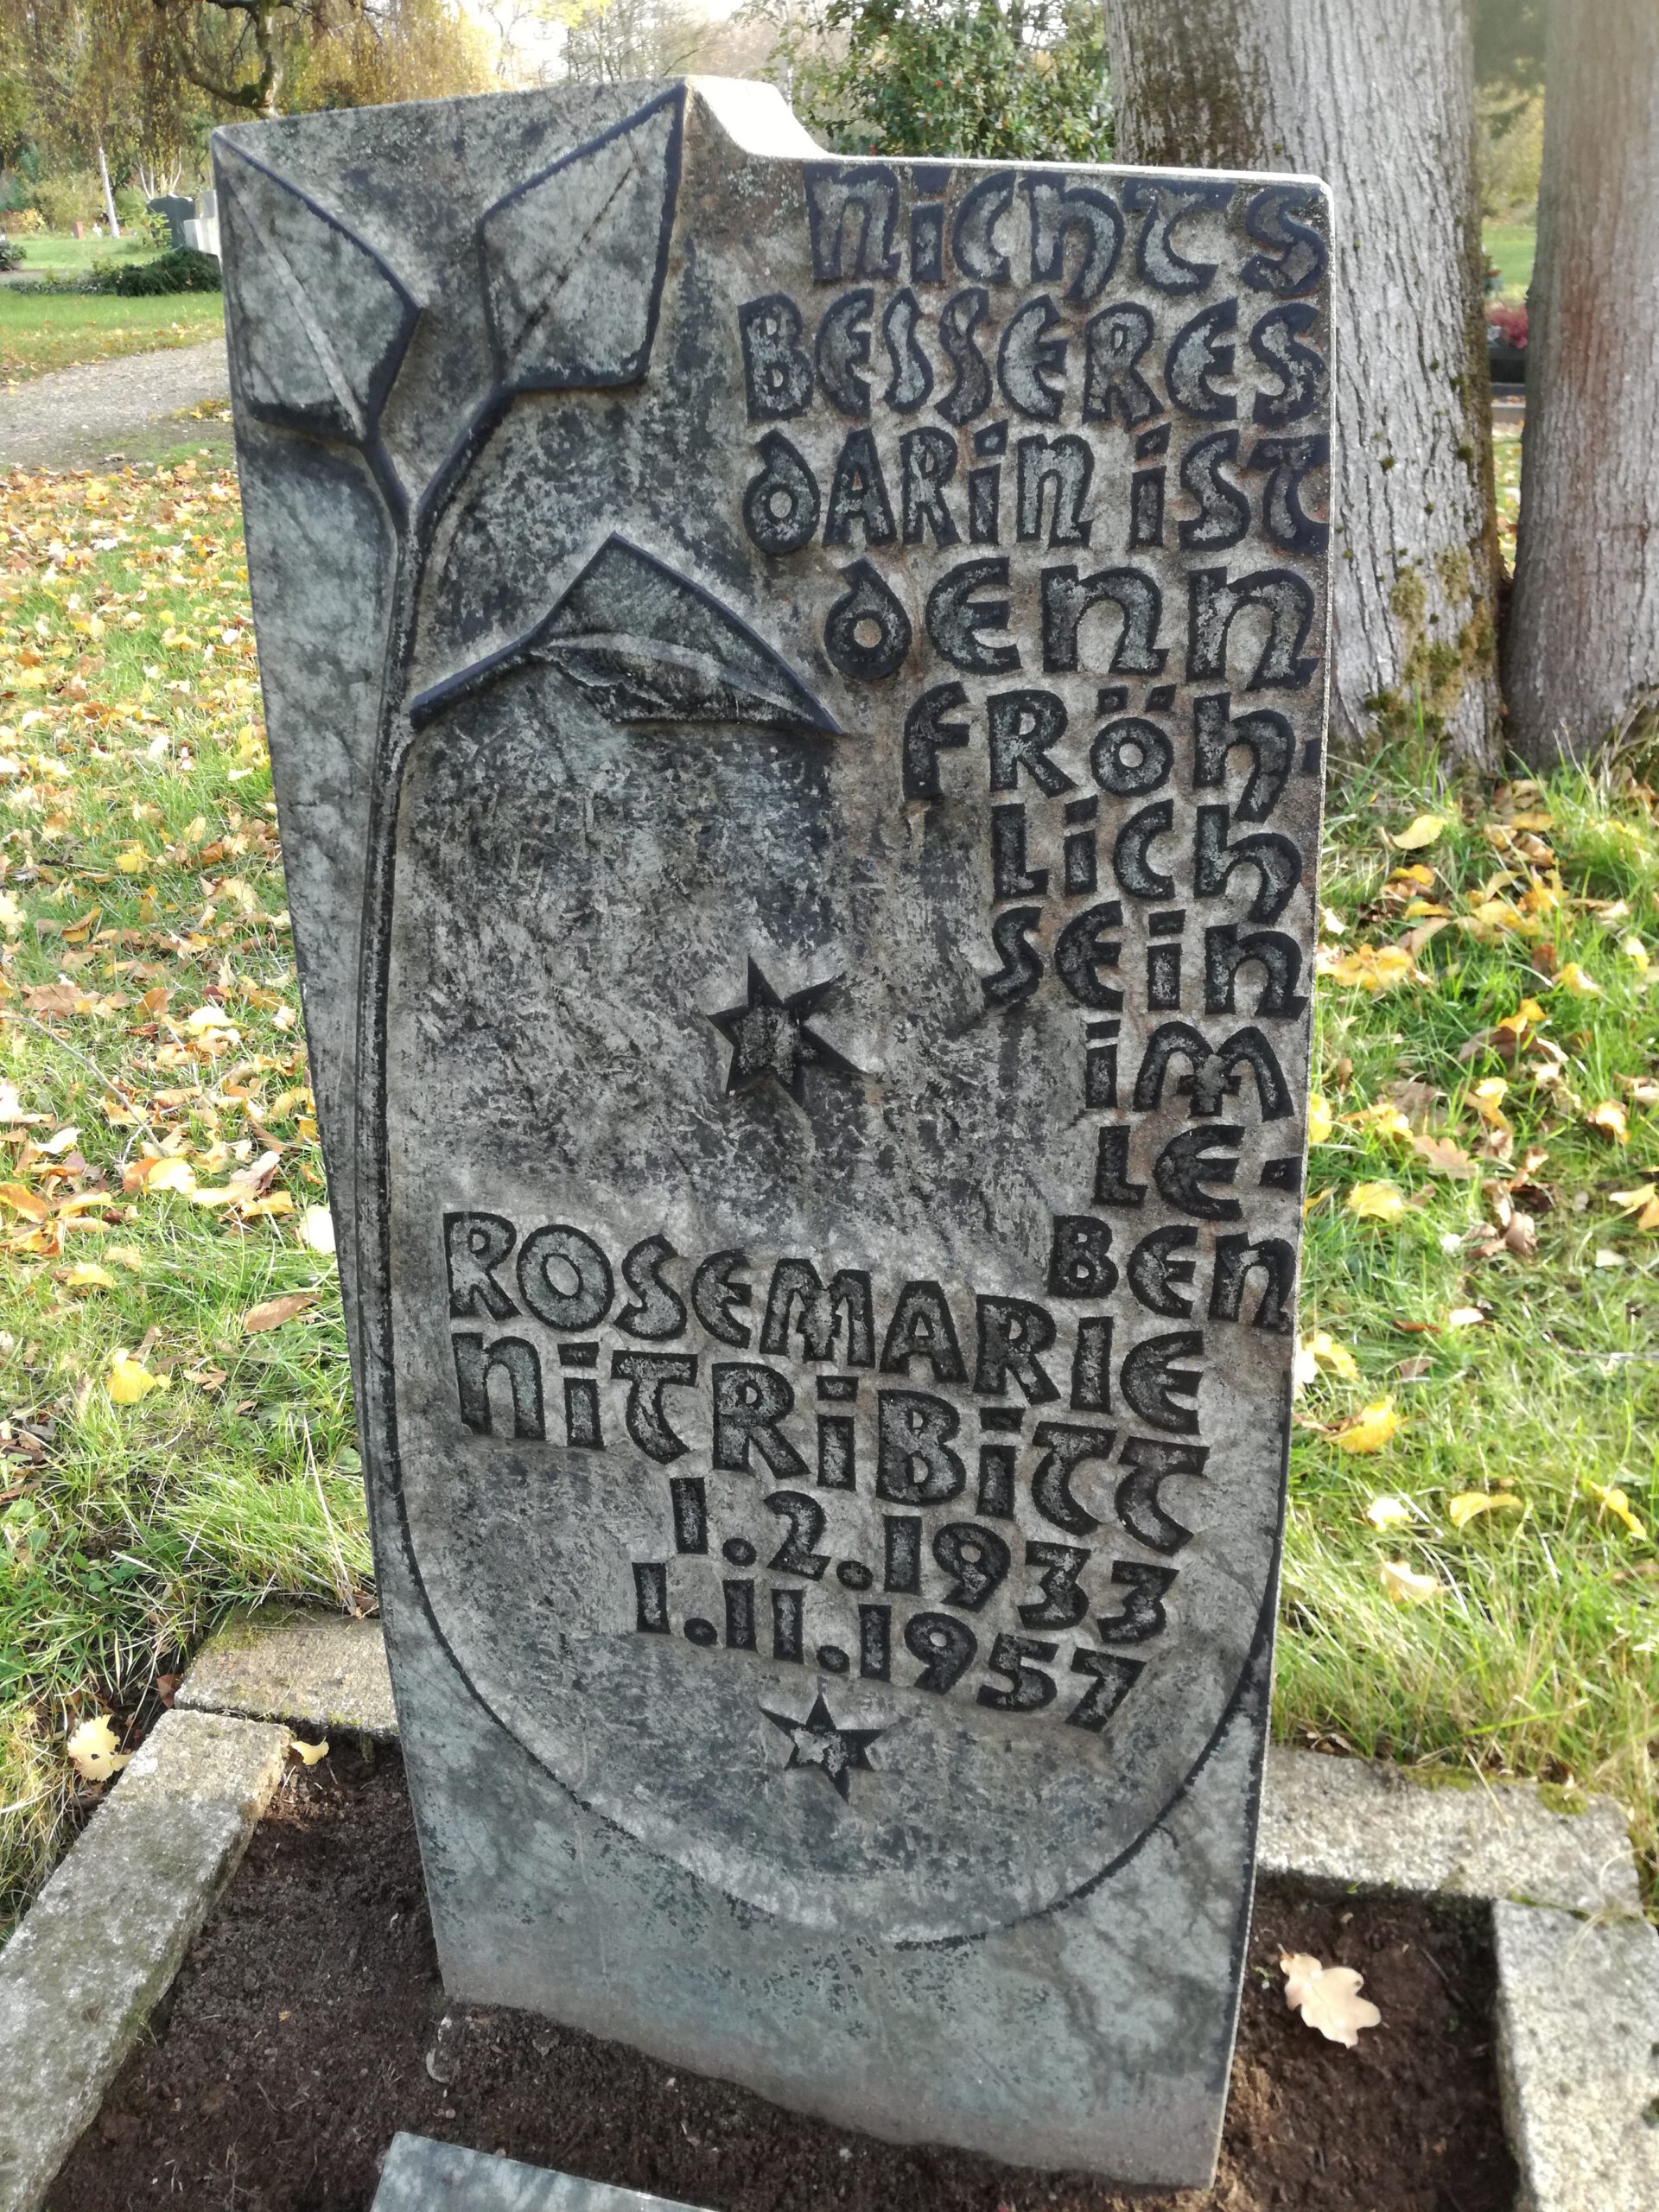 NICHTS
BESSERES
DARIN IST
DENN
FRÖH-
LICH
SEIN
IM
LE-
BEN
ROSEMARIE
NITRIBITT
1.2.1933
1.11.1957